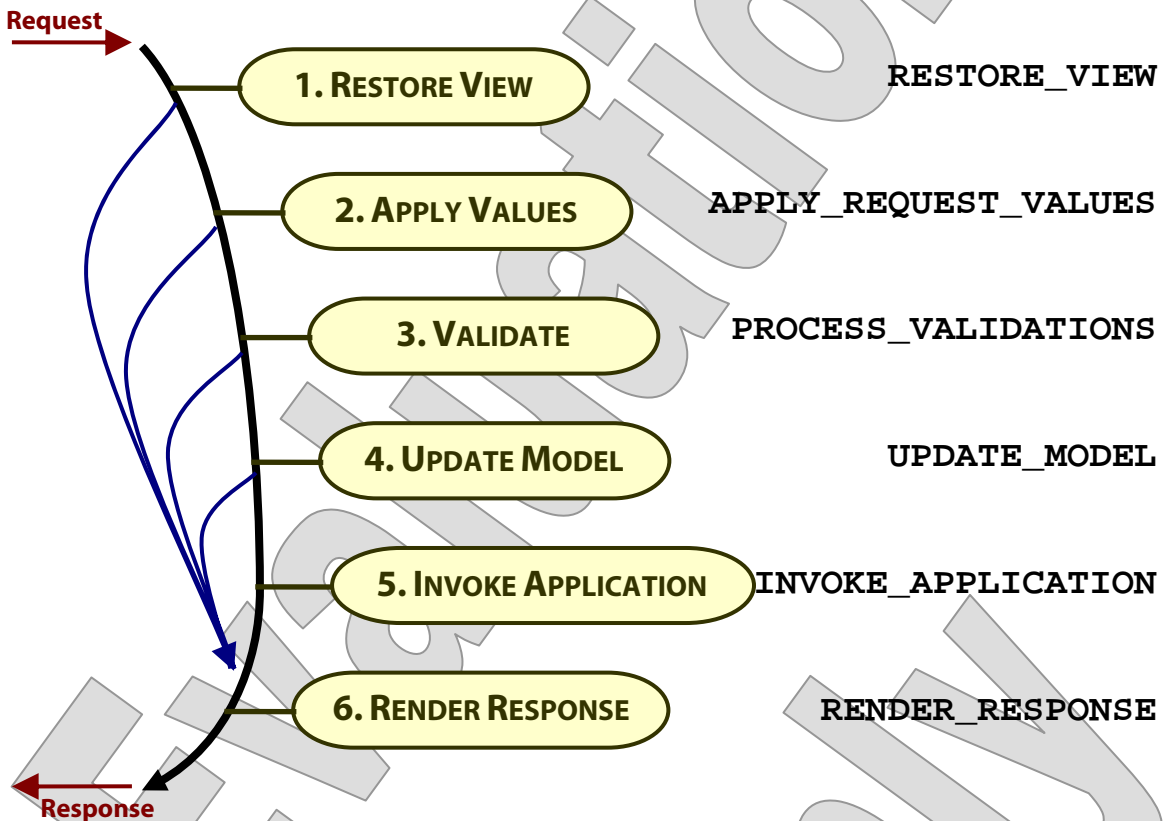 Request
1. RESTORE VIEW RESTORE_VIEW
2. APPLY VALUES APPLY_REQUEST_VALUES
3. VALIDATE PROCESS_VALIDATIONS
4. UPDATE MODEL UPDATE_MODEL
5. INVOKE APPLICATION INVOKE_APPLICATION
6. RENDER RESPONSE RENDER_RESPONSE
Response